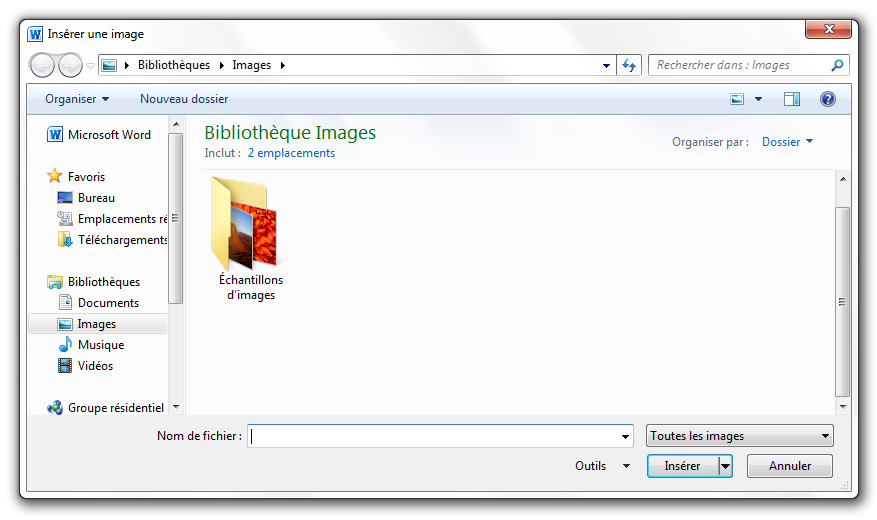 Insérer une image
Bibliothèques Images
Rechercher dans : Images
Organiser Nouveau dossier
Microsoft Word
Favoris
Bureau
Emplacements ré
Téléchargements
Bibliothèques
Documents
Images
Musique
Vidéos
Groupe résidentiel
Bibliothèque Images
Inclut : 2 emplacements
Organiser par : Dossier
Échantillons
d'images
Nom de fichier :
Toutes les images
Outils Insérer Annuler